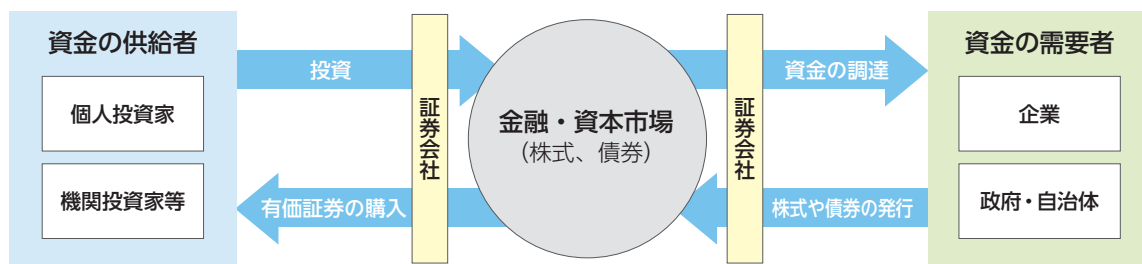 資金の供給者
個人投資家
機関投資家等
投資
有価証券の購入
証券会社
金融・資本市場
(株式、債券)
証券会社
資金の調達
株式や債券の発行
資金の需要者
企業
政府・自治体